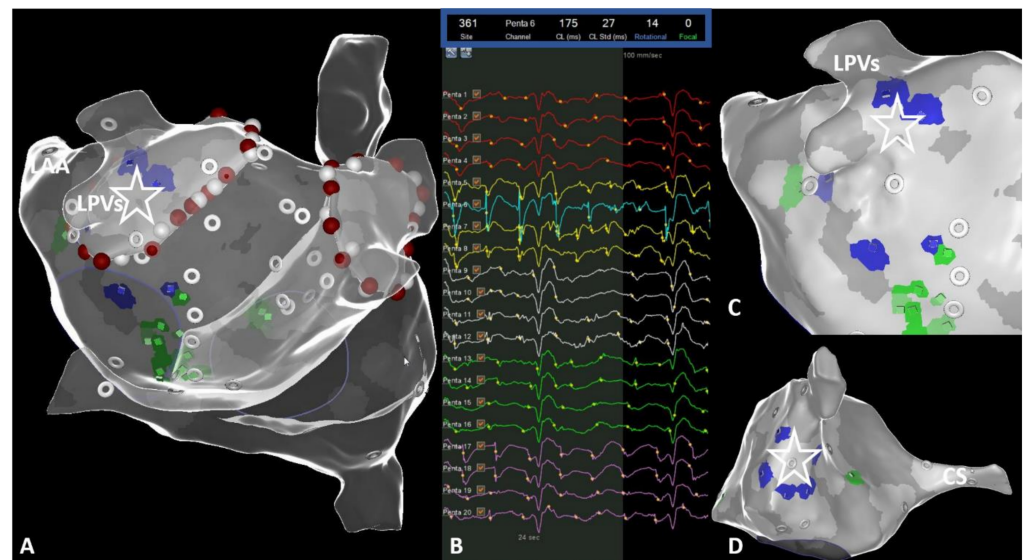 LAA
LPVs
A
361 Penta 6 175 27 14 0
Site Channel CL (ms) CL Std (ms) Rotational Focal
100 mm/sec
Penta 1
Penta 2
Penta 3
Penta 4
Penta 5
Penta 6
Penta 7
Penta 8
Penta 9
Penta 10
Penta 11
Penta 12
Penta 13
Penta 14
Penta 15
Penta 16
Penta 17
Penta 18
Penta 19
Penta 20
24 sec
B
LPVs
C
CS
D